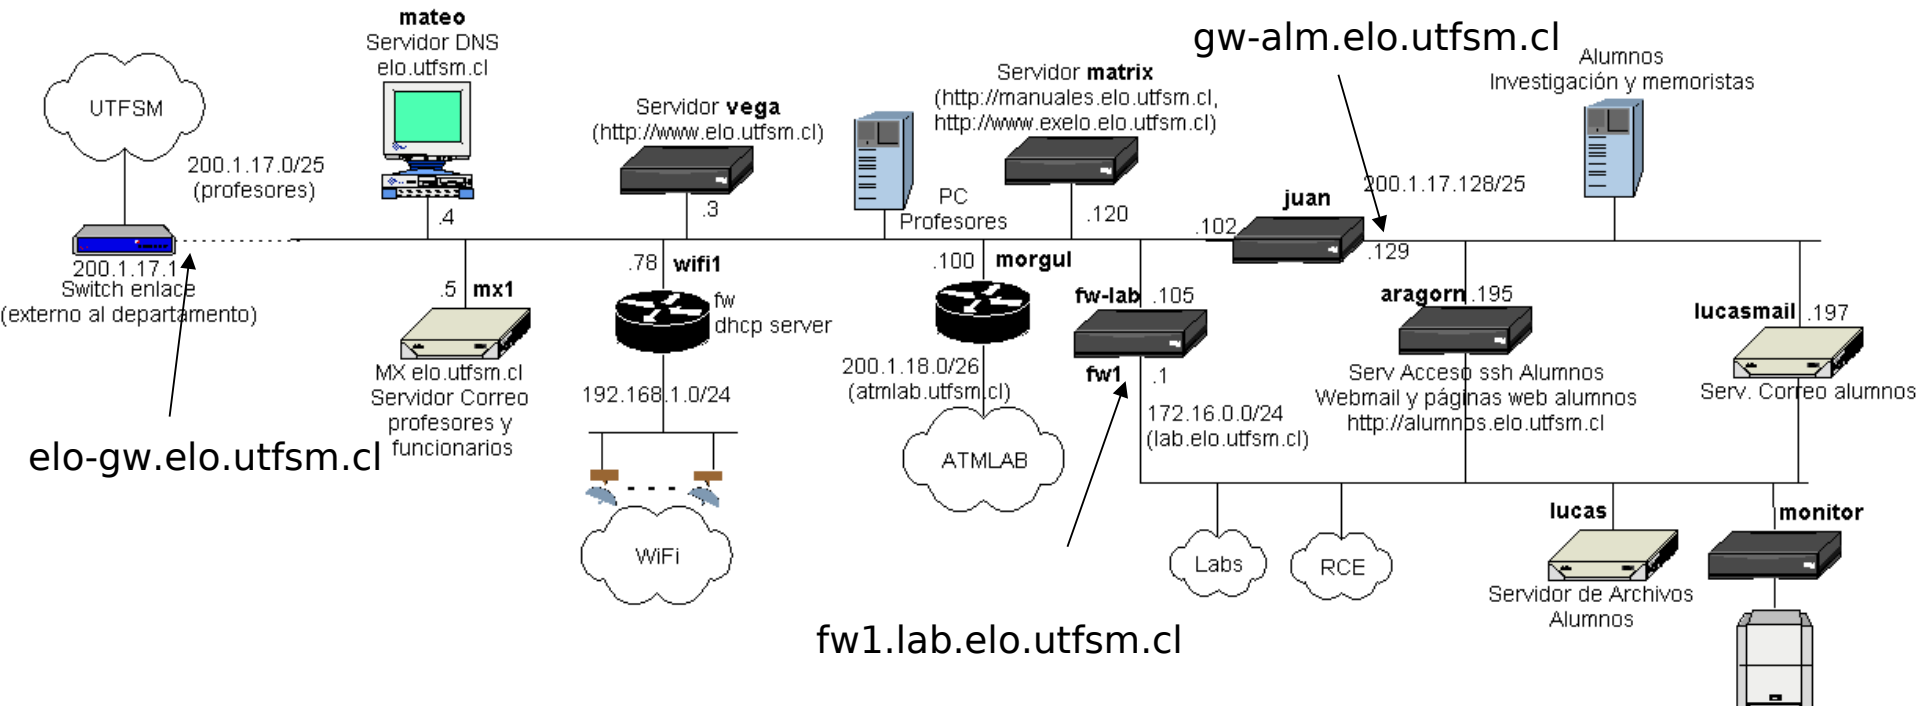 mateo
Servidor DNS
elo.utfsm.cl
gw-alm.elo.utfsm.cl
UTFSM
200.1.17.0/25
(profesores)
.4
Servidor vega
(http://www.elo.utfsm.cl)
.3
PC
Profesores
Servidor matrix
(http://manuales.elo.utfsm.cl,
http://www.exelo.elo.utfsm.cl)
.120
Alumnos
Investigación y memoristas
200.1.17.128/25
juan
.102
.129
200.1.17.1
Switch enlace
(externo al departamento)
.5 mx1
MX elo.utfsm.cl
Servidor Correo
profesores y
funcionarios
.78 wifi1
fw
dhcp server
192.168.1.0/24
WiFi
.100 morgul
200.1.18.0/26
(atmlab.utfsm.cl)
ATMLAB
fw-lab .105
fw1 .1
172.16.0.0/24
(lab.elo.utfsm.cl)
aragorn .195
Serv Acceso ssh Alumnos
Webmail y páginas web alumnos
http://alumnos.elo.utfsm.cl
lucasmail .197
Serv. Correo alumnos
elo-gw.elo.utfsm.cl
Labs
RCE
lucas
Servidor de Archivos
Alumnos
monitor
fw1.lab.elo.utfsm.cl